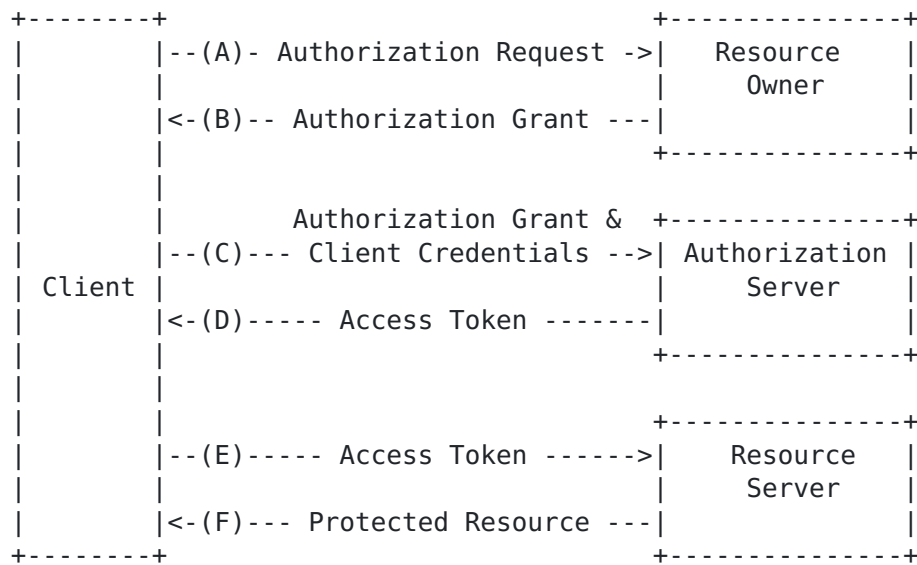 +--------+                               +---------------+
|        |--(A)- Authorization Request ->|   Resource    |
|        |                               |     Owner     |
|        |<-(B)-- Authorization Grant ---|               |
|        |                               +---------------+
|        |
|        |        Authorization Grant &  +---------------+
|        |--(C)--- Client Credentials -->| Authorization |
| Client |                               |     Server    |
|        |<-(D)----- Access Token -------|               |
|        |                               +---------------+
|        |
|        |                               +---------------+
|        |--(E)----- Access Token ------>|    Resource   |
|        |                               |     Server    |
|        |<-(F)--- Protected Resource ---|               |
+--------+                               +---------------+